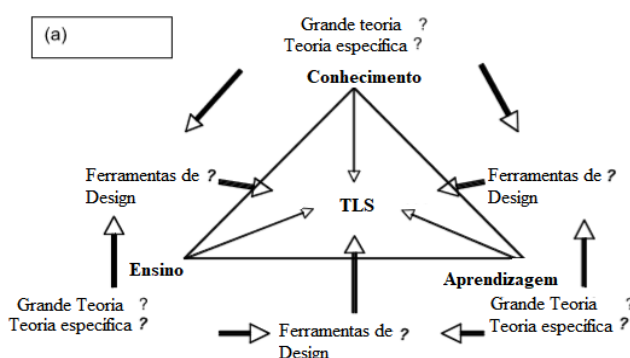 (a)
Grande teoria ?
Teoria específica ?
Conhecimento
Ferramentas de ?
Design
Ferramentas de ?
Design
TLS
Ensino
Aprendizagem
Grande Teoria ?
Teoria específica ?
Ferramentas de ?
Design
Grande Teoria ?
Teoria específica ?